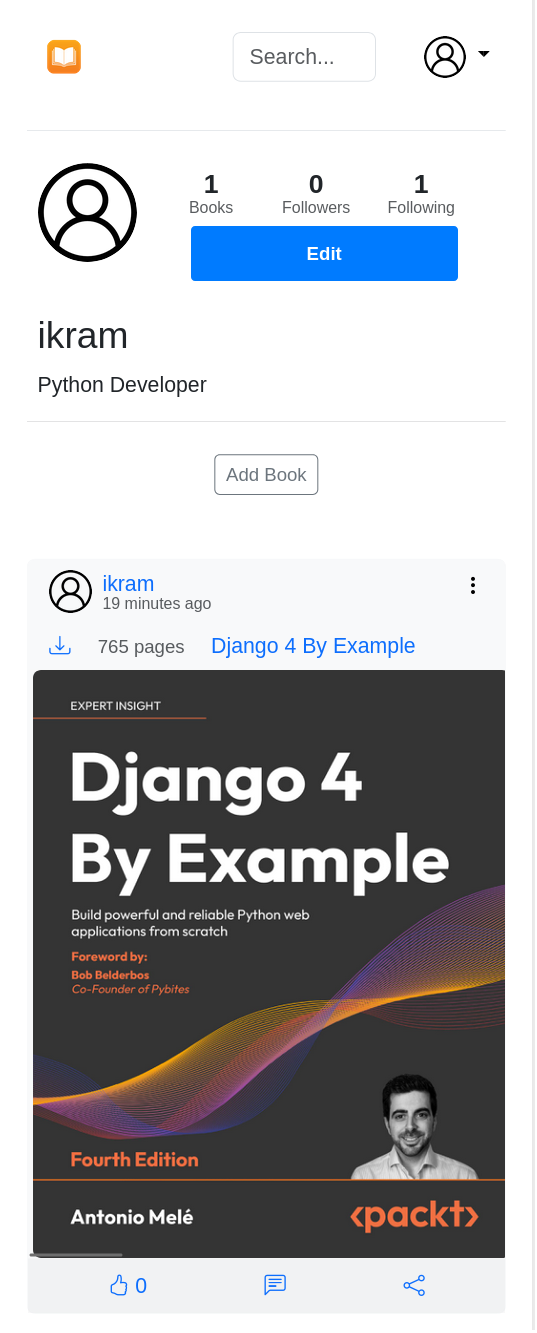 Search...
1 0 1
Books Followers Following
Edit
ikram
Python Developer
Add Book
ikram
19 minutes ago
765 pages Django 4 By Example
EXPERT INSIGHT
Django 4
By Example
Build powerful and reliable Python web
applications from scratch
Foreword by:
Bob Belderbos
Co-Founder of Pybites
Fourth Edition
Antonio Melé <packt>
0